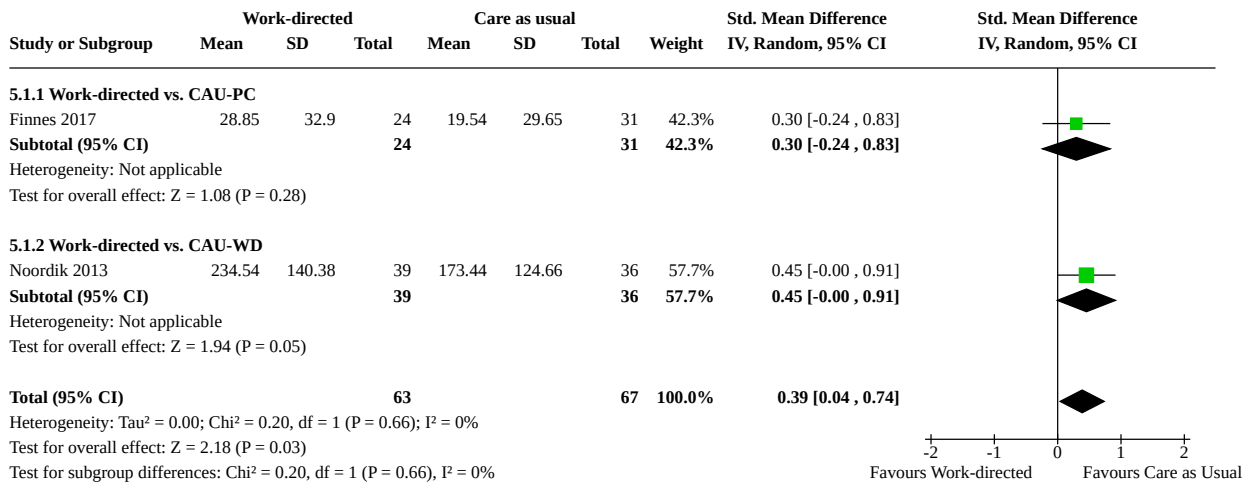 Work-directed Care as usual Std. Mean Difference Std. Mean Difference
Study or Subgroup Mean SD Total Mean SD Total Weight IV, Random, 95% CI IV, Random, 95% CI
5.1.1 Work-directed vs. CAU-PC
Finnes 2017 28.85 32.9 24 19.54 29.65 31 42.3% 0.30 [-0.24 , 0.83]
Subtotal (95% CI) 24 31 42.3% 0.30 [-0.24 , 0.83]
Heterogeneity: Not applicable
Test for overall effect: Z = 1.08 (P = 0.28)
5.1.2 Work-directed vs. CAU-WD
Noordik 2013 234.54 140.38 39 173.44 124.66 36 57.7% 0.45 [-0.00 , 0.91]
Subtotal (95% CI) 39 36 57.7% 0.45 [-0.00 , 0.91]
Heterogeneity: Not applicable
Test for overall effect: Z = 1.94 (P = 0.05)
Total (95% CI) 63 67 100.0% 0.39 [0.04 , 0.74]
Heterogeneity: Tau² = 0.00; Chi² = 0.20, df = 1 (P = 0.66); I² = 0%
Test for overall effect: Z = 2.18 (P = 0.03)
-2 -1 0 1 2
Test for subgroup differences: Chi² = 0.20, df = 1 (P = 0.66), I² = 0% Favours Work-directed Favours Care as Usual